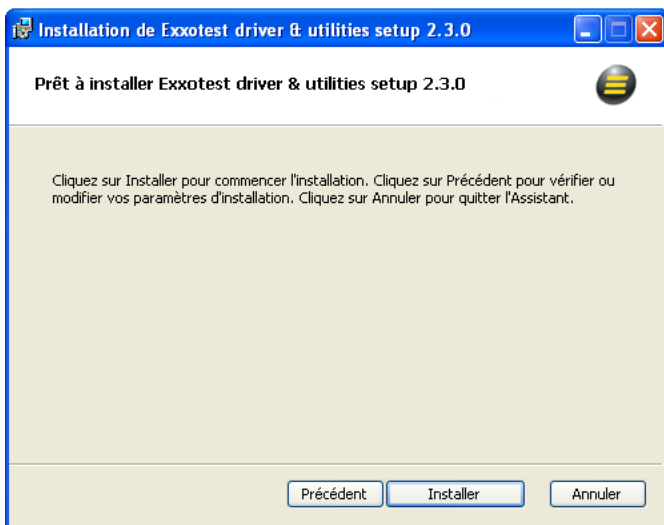 Installation de Exxotest driver & utilities setup 2.3.0
Prêt à installer Exxotest driver & utilities setup 2.3.0
Cliquez sur Installer pour commencer l'installation. Cliquez sur Précédent pour vérifier ou
modifier vos paramètres d'installation. Cliquez sur Annuler pour quitter l'Assistant.
Précédent Installer Annuler